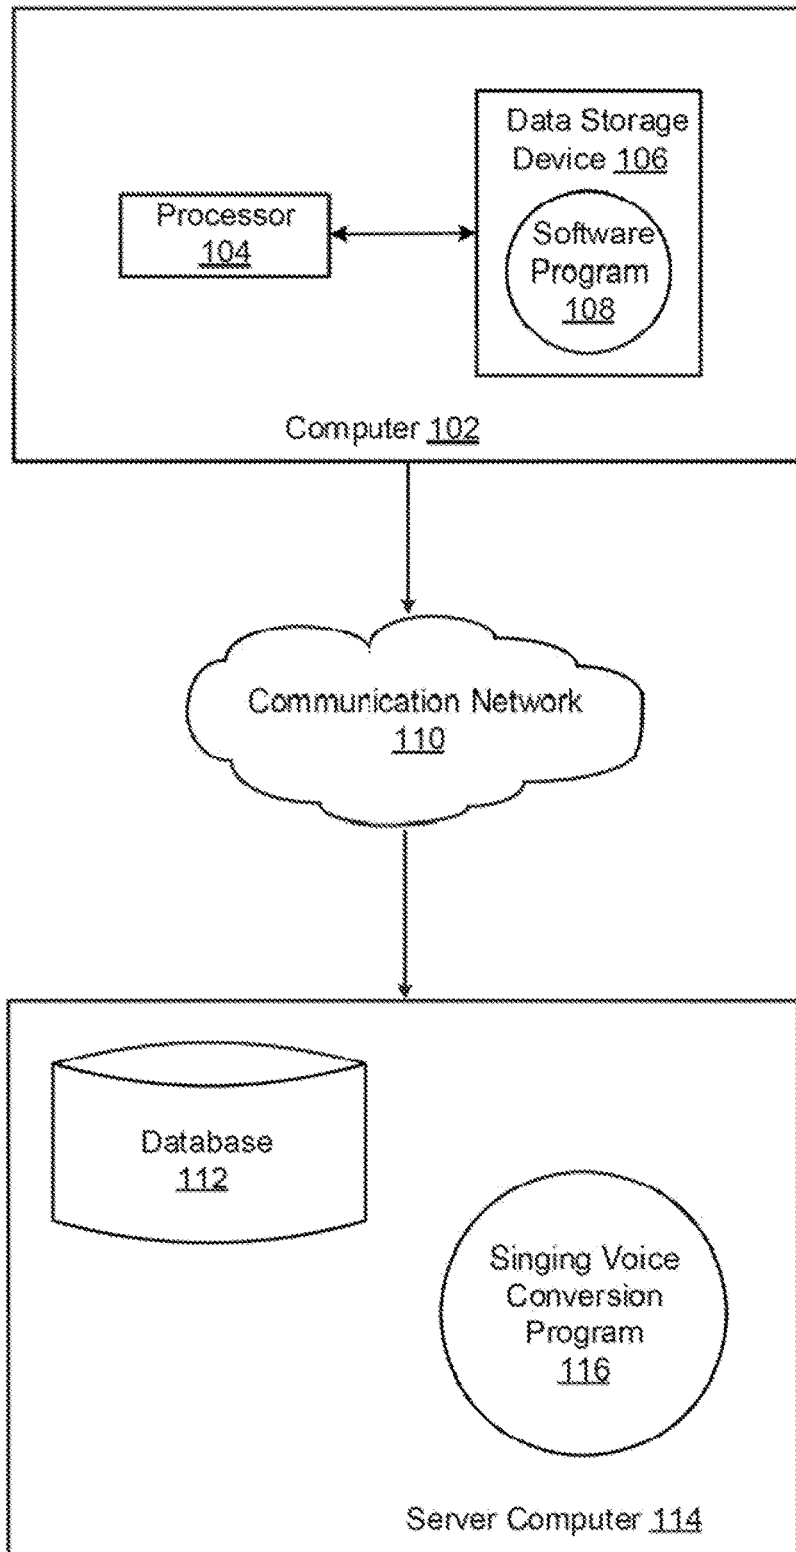 Data Storage
Device 106
Processor
104
Software
Program
108
Computer 102
Communication Network
110
Database
112
Singing Voice
Conversion
Program
116
Server Computer 114